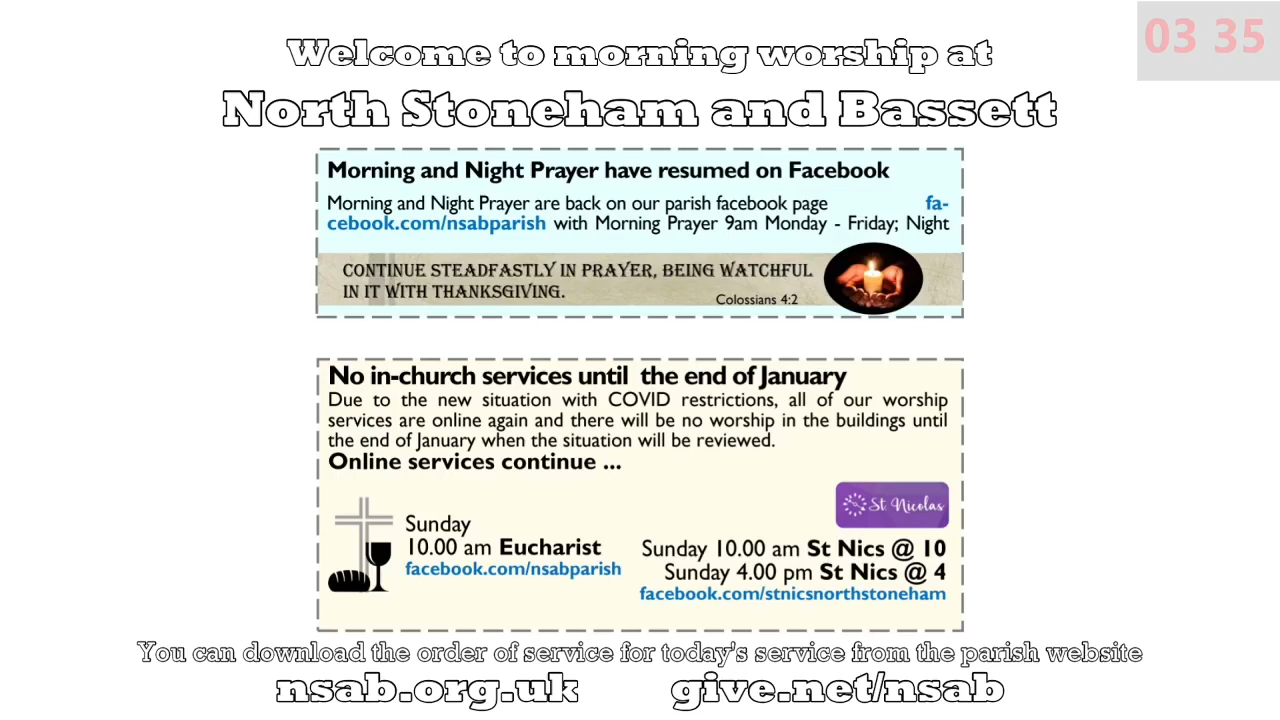 03 35
Welcome to morning worship at
North Stoneham and Bassett
Morning and Night Prayer have resumed on Facebook
Morning and Night Prayer are back on our parish facebook page fa-
cebook.com/nsabparish with Morning Prayer 9am Monday - Friday; Night
CONTINUE STEADFASTLY IN PRAYER, BEING WATCHFUL
IN IT WITH THANKSGIVING.
Colossians 4:2
No in-church services until the end of January
Due to the new situation with COVID restrictions, all of our worship
services are online again and there will be no worship in the buildings until
the end of January when the situation will be reviewed.
Online services continue ...
St Nicolas
Sunday
10.00 am Eucharist
facebook.com/nsabparish
Sunday 10.00 am St Nics @ 10
Sunday 4.00 pm St Nics @ 4
facebook.com/stnicsnorthstoneham
You can download the order of service for today's service from the parish website
nsab.org.uk give.net/nsab